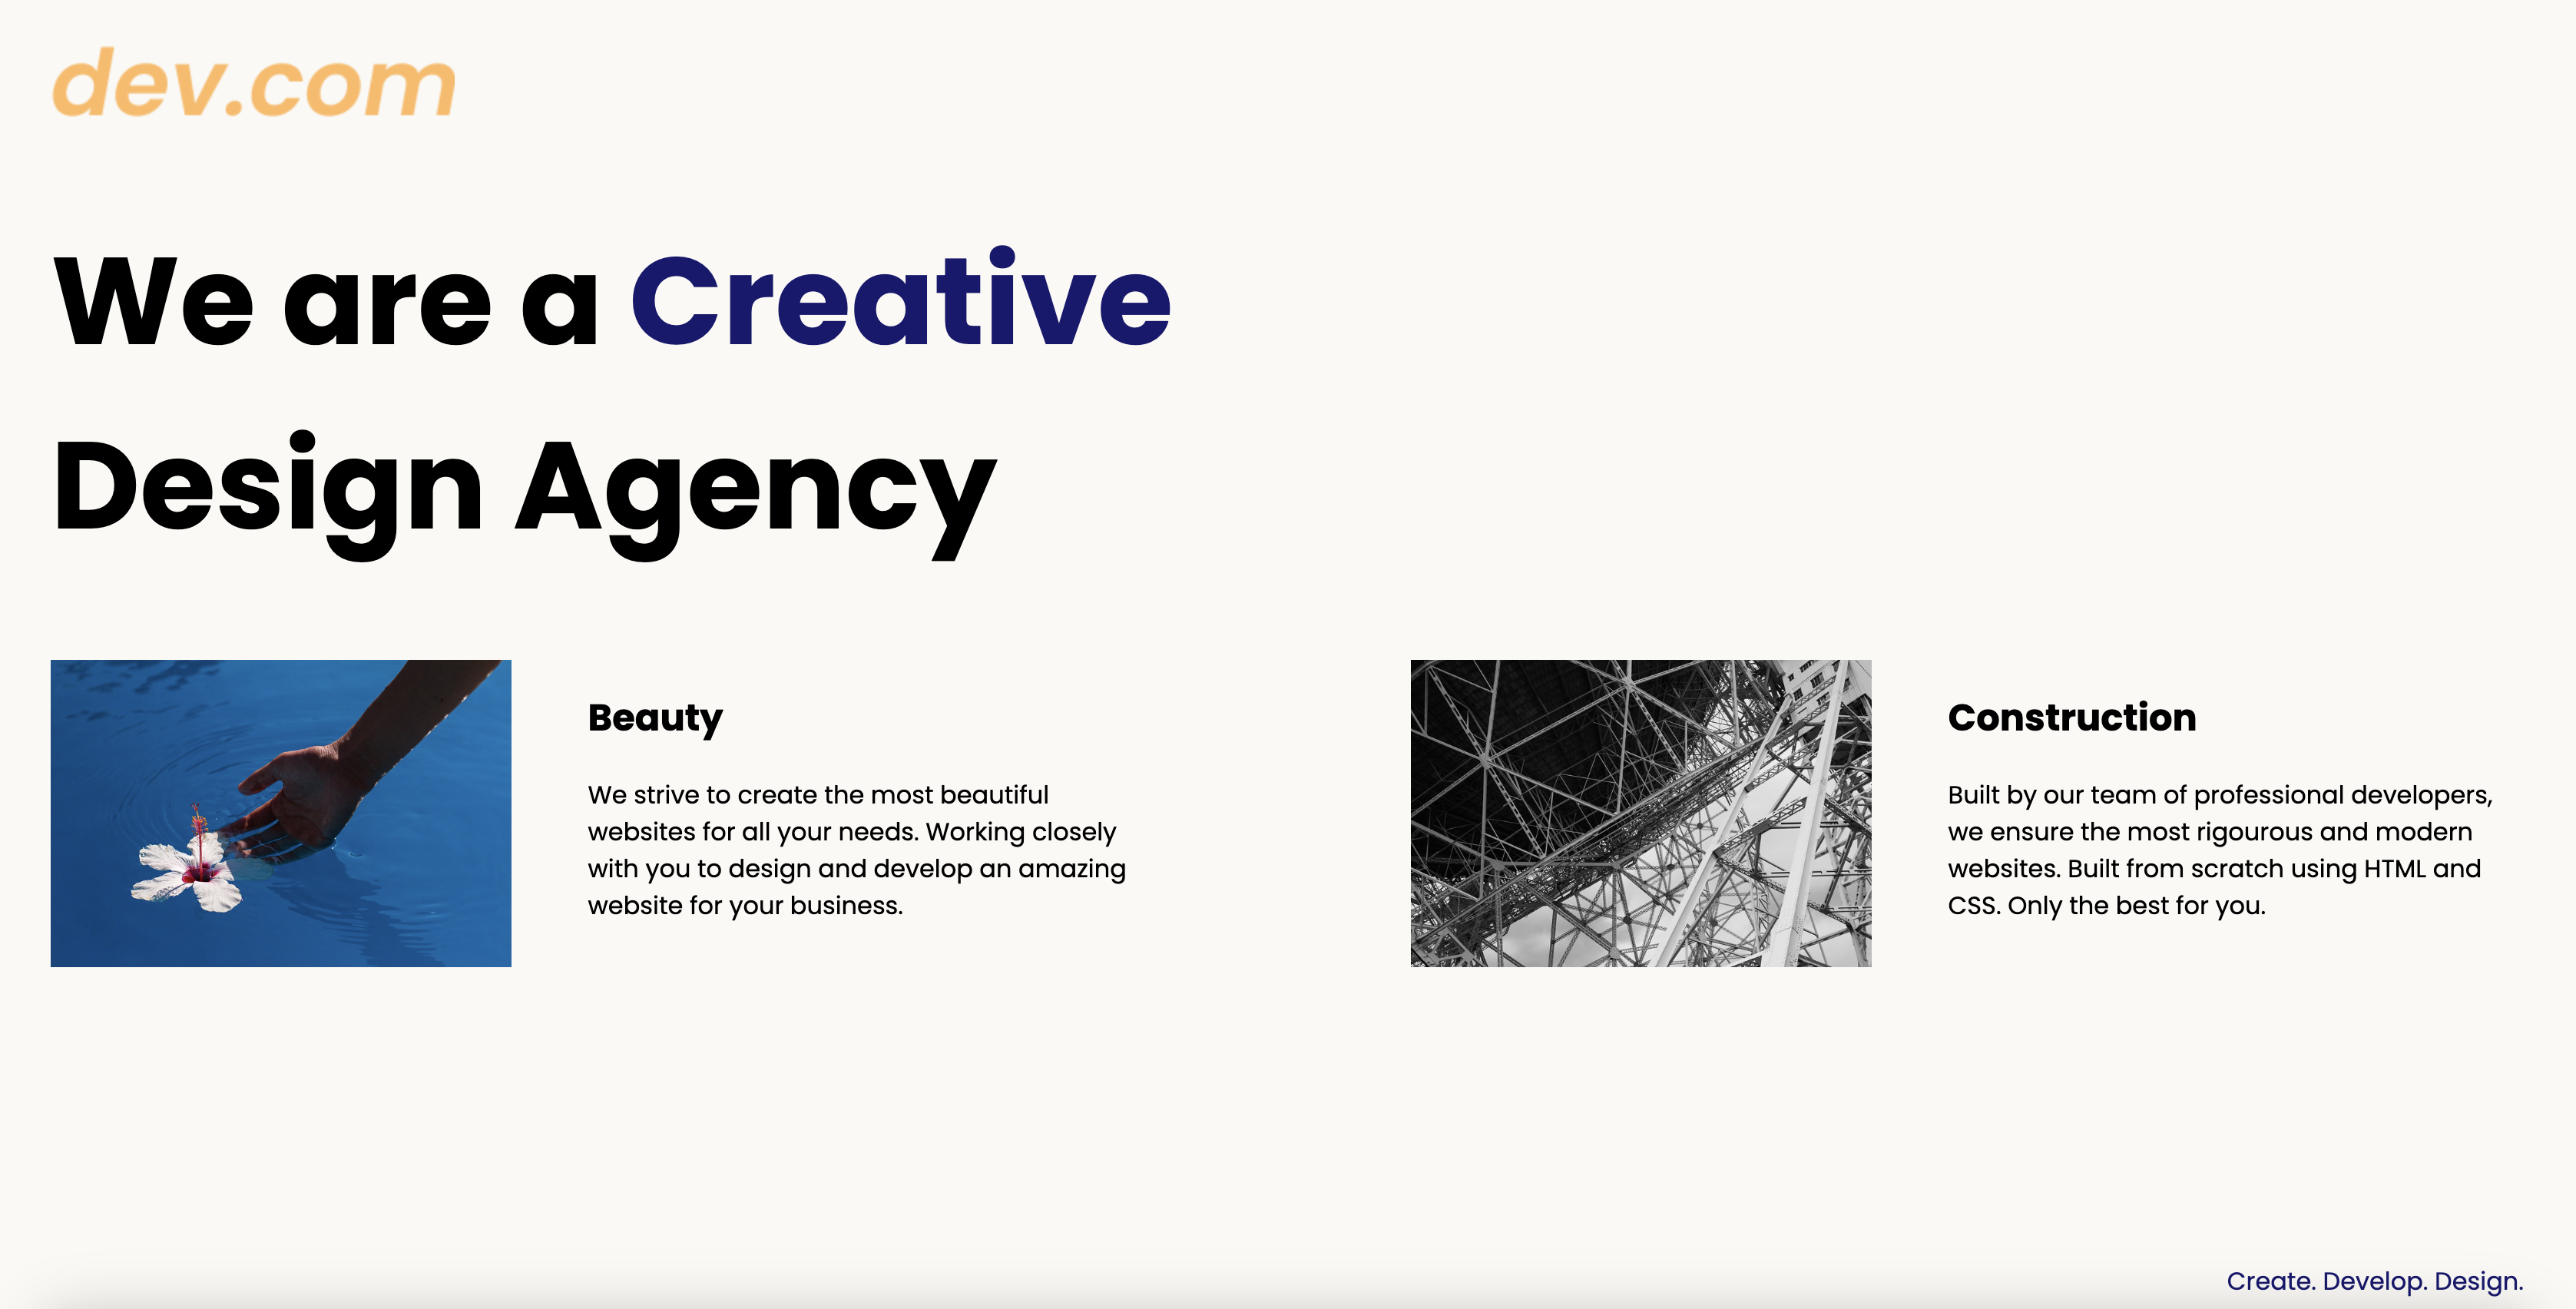 dev.com
We are a Creative
Design Agency
Beauty
We strive to create the most beautiful
websites for all your needs. Working closely
with you to design and develop an amazing
website for your business.
Construction
Built by our team of professional developers,
we ensure the most rigourous and modern
websites. Built from scratch using HTML and
CSS. Only the best for you.
Create. Develop. Design.